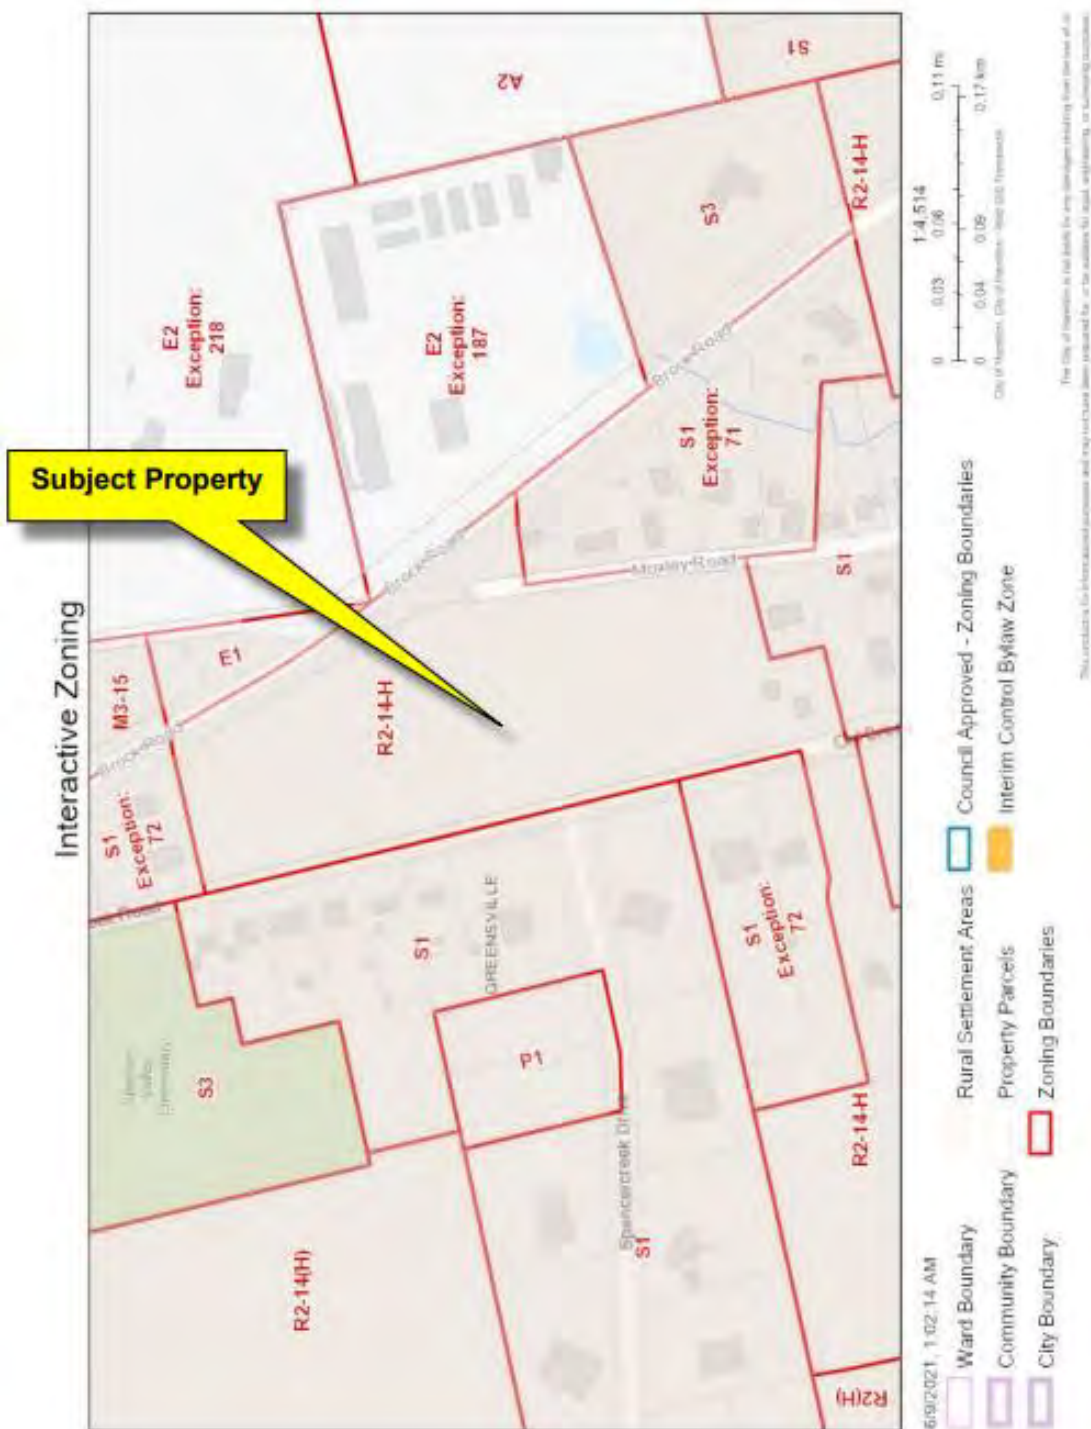 Interactive Zoning
Subject Property
S1
Exception:
72
M3-15
E1
E2
Exception:
218
A2
S1
E2
Exception:
187
S3
R2-14-H
Brock Road
Brock Road
Brock Road
Road
S3
R2-14-H
S1
Exception:
71
Moxley Road
S1
GREENSVILLE
P1
S1
S1
Exception:
72
Spencercreek Drive
S1
R2-14(H)
R2-14-H
R2(H)
6/9/2021, 1:02:14 AM
Ward Boundary
Community Boundary
City Boundary
Rural Settlement Areas
Property Parcels
Zoning Boundaries
Council Approved - Zoning Boundaries
Interim Control Bylaw Zone
1:4,514
0 0.03 0.06 0.11 mi
0 0.04 0.09 0.17 km